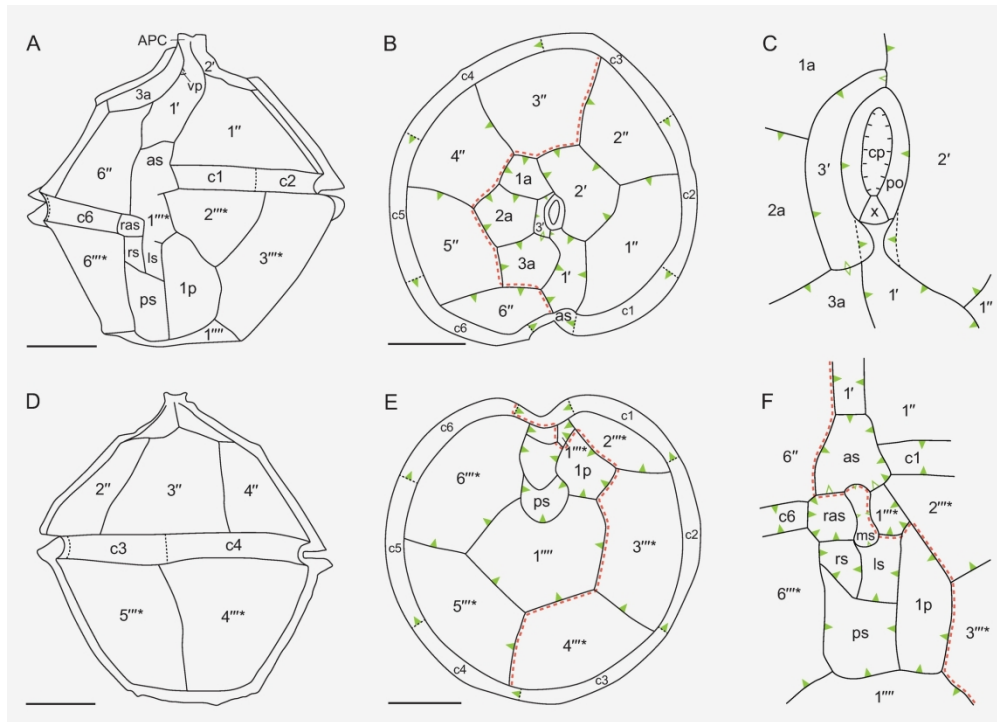 A
APC
2′
3a
vp
1′
1″
6″
as
c1
c2
c6
ras
1‴*
2‴*
6‴*
rs
ls
3‴*
ps
1p
1⁗
B
c3
c4
3″
2″
4″
1a
2′
c2
c5
2a
3′
5″
3a
1′
1″
6″
as
c1
c6
C
1a
cp
3′
po
2′
x
2a
3a
1′
1″
D
2″
3″
4″
c3
c4
5‴*
4‴*
E
c6
c1
2‴*
1‴*
6‴*
1p
ps
c5
3‴*
c2
1⁗
5‴*
4‴*
c4
c3
F
1′
1″
6″
as
c1
c6
ras
1‴*
2‴*
ms
rs
ls
6‴*
1p
ps
3‴*
1⁗